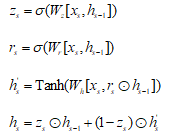 z_s = σ(W_z[x_s, h_{s-1}])
r_s = σ(W_r[x_s, h_{s-1}])
h̃_s = Tanh(W_h[x_s, r_s ⊙ h_{s-1}])
h_s = z_s ⊙ h_{s-1} + (1 - z_s) ⊙ h̃_s